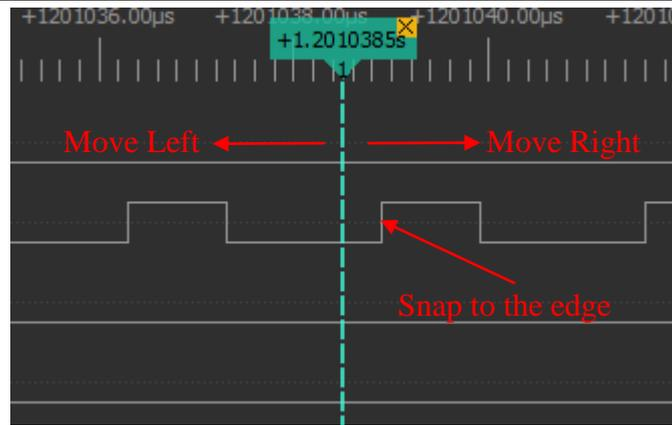 +1201036.00µs +1201038.00µs +1201040.00µs
+1.2010385s
1
Move Left Move Right
Snap to the edge